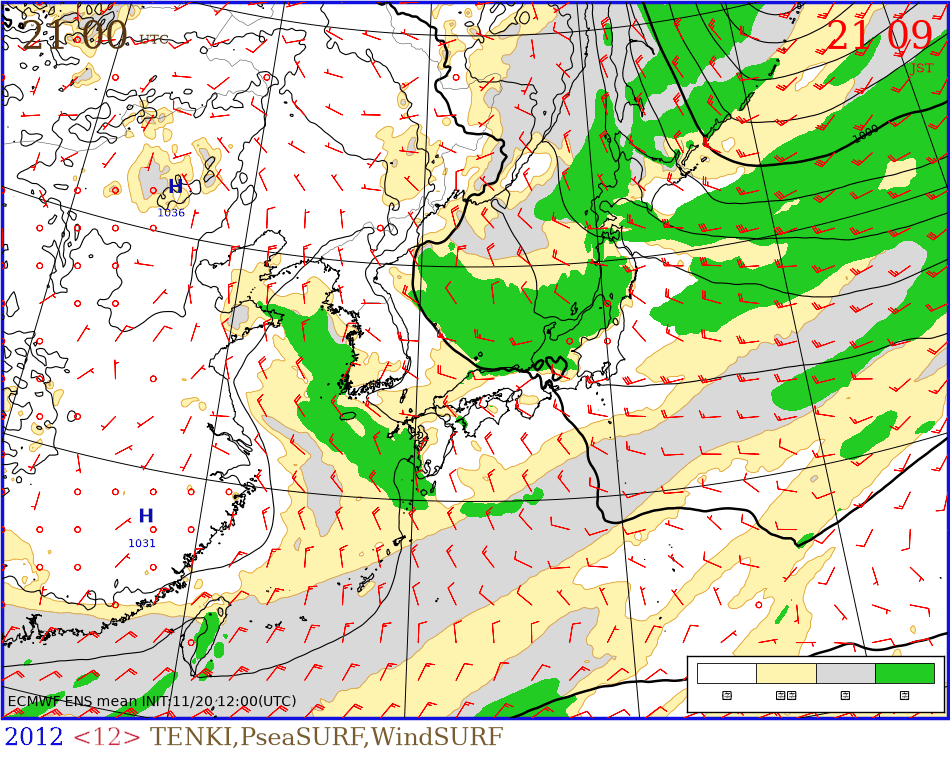 21 00 UTC
21 09
JST
1000
H
1036
H
1031
ECMWF ENS mean INIT:11/20 12:00(UTC)
2012 <12> TENKI,PseaSURF,WindSURF